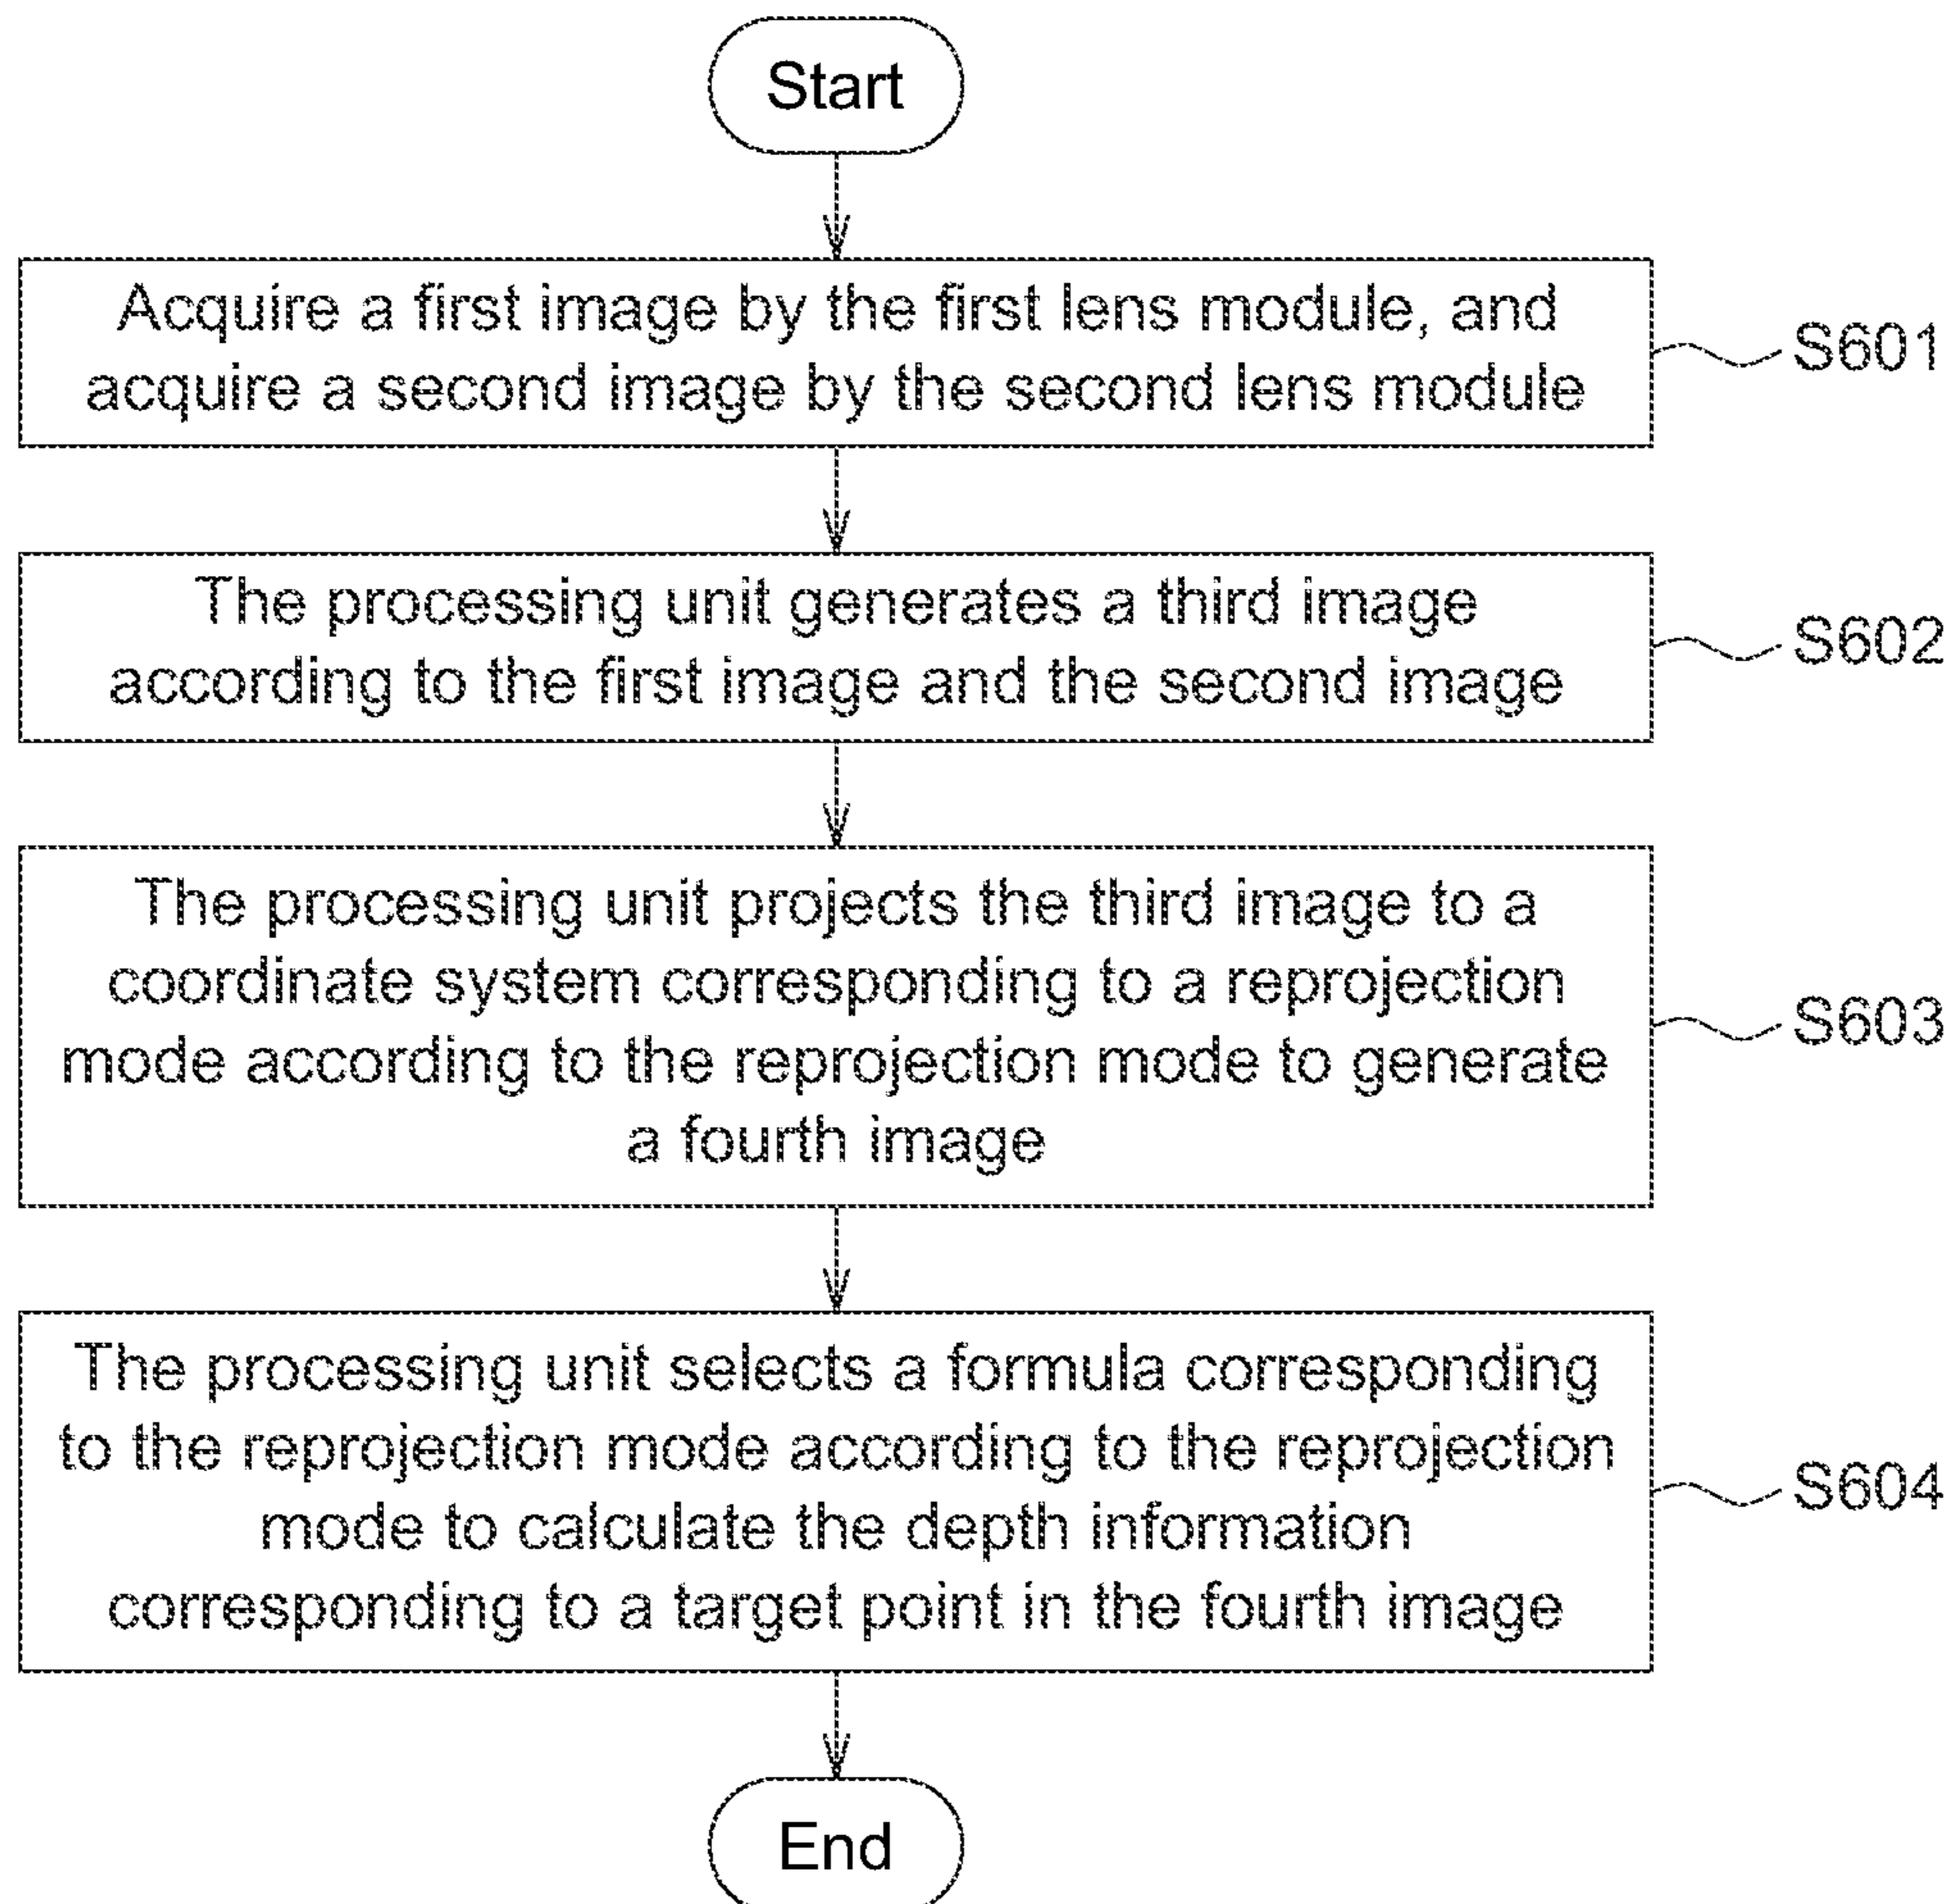 Start
Acquire a first image by the first lens module, and
acquire a second image by the second lens module
S601
The processing unit generates a third image
according to the first image and the second image
S602
The processing unit projects the third image to a
coordinate system corresponding to a reprojection
mode according to the reprojection mode to generate
a fourth image
S603
The processing unit selects a formula corresponding
to the reprojection mode according to the reprojection
mode to calculate the depth information
corresponding to a target point in the fourth image
S604
End